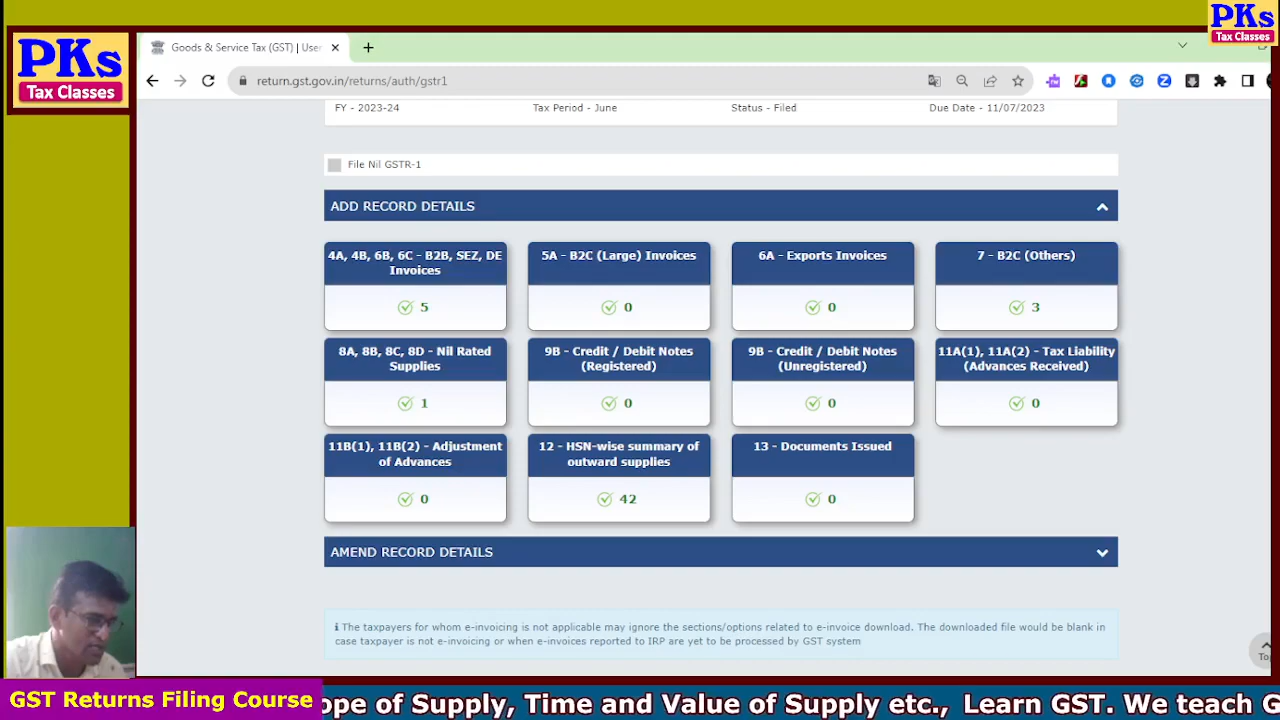 PKs
Tax Classes
PKs
Tax Classes
Goods & Service Tax (GST) | User
return.gst.gov.in/returns/auth/gstr1
FY - 2023-24 Tax Period - June Status - Filed Due Date - 11/07/2023
File Nil GSTR-1
ADD RECORD DETAILS
4A, 4B, 6B, 6C - B2B, SEZ, DE
Invoices
5
5A - B2C (Large) Invoices
0
6A - Exports Invoices
0
7 - B2C (Others)
3
8A, 8B, 8C, 8D - Nil Rated
Supplies
1
9B - Credit / Debit Notes
(Registered)
0
9B - Credit / Debit Notes
(Unregistered)
0
11A(1), 11A(2) - Tax Liability
(Advances Received)
0
11B(1), 11B(2) - Adjustment
of Advances
0
12 - HSN-wise summary of
outward supplies
42
13 - Documents Issued
0
AMEND RECORD DETAILS
The taxpayers for whom e-invoicing is not applicable may ignore the sections/options related to e-invoice download. The downloaded file would be blank in
case taxpayer is not e-invoicing or when e-invoices reported to IRP are yet to be processed by GST system
Top
GST Returns Filing Course
ope of Supply, Time and Value of Supply etc., Learn GST. We teach G